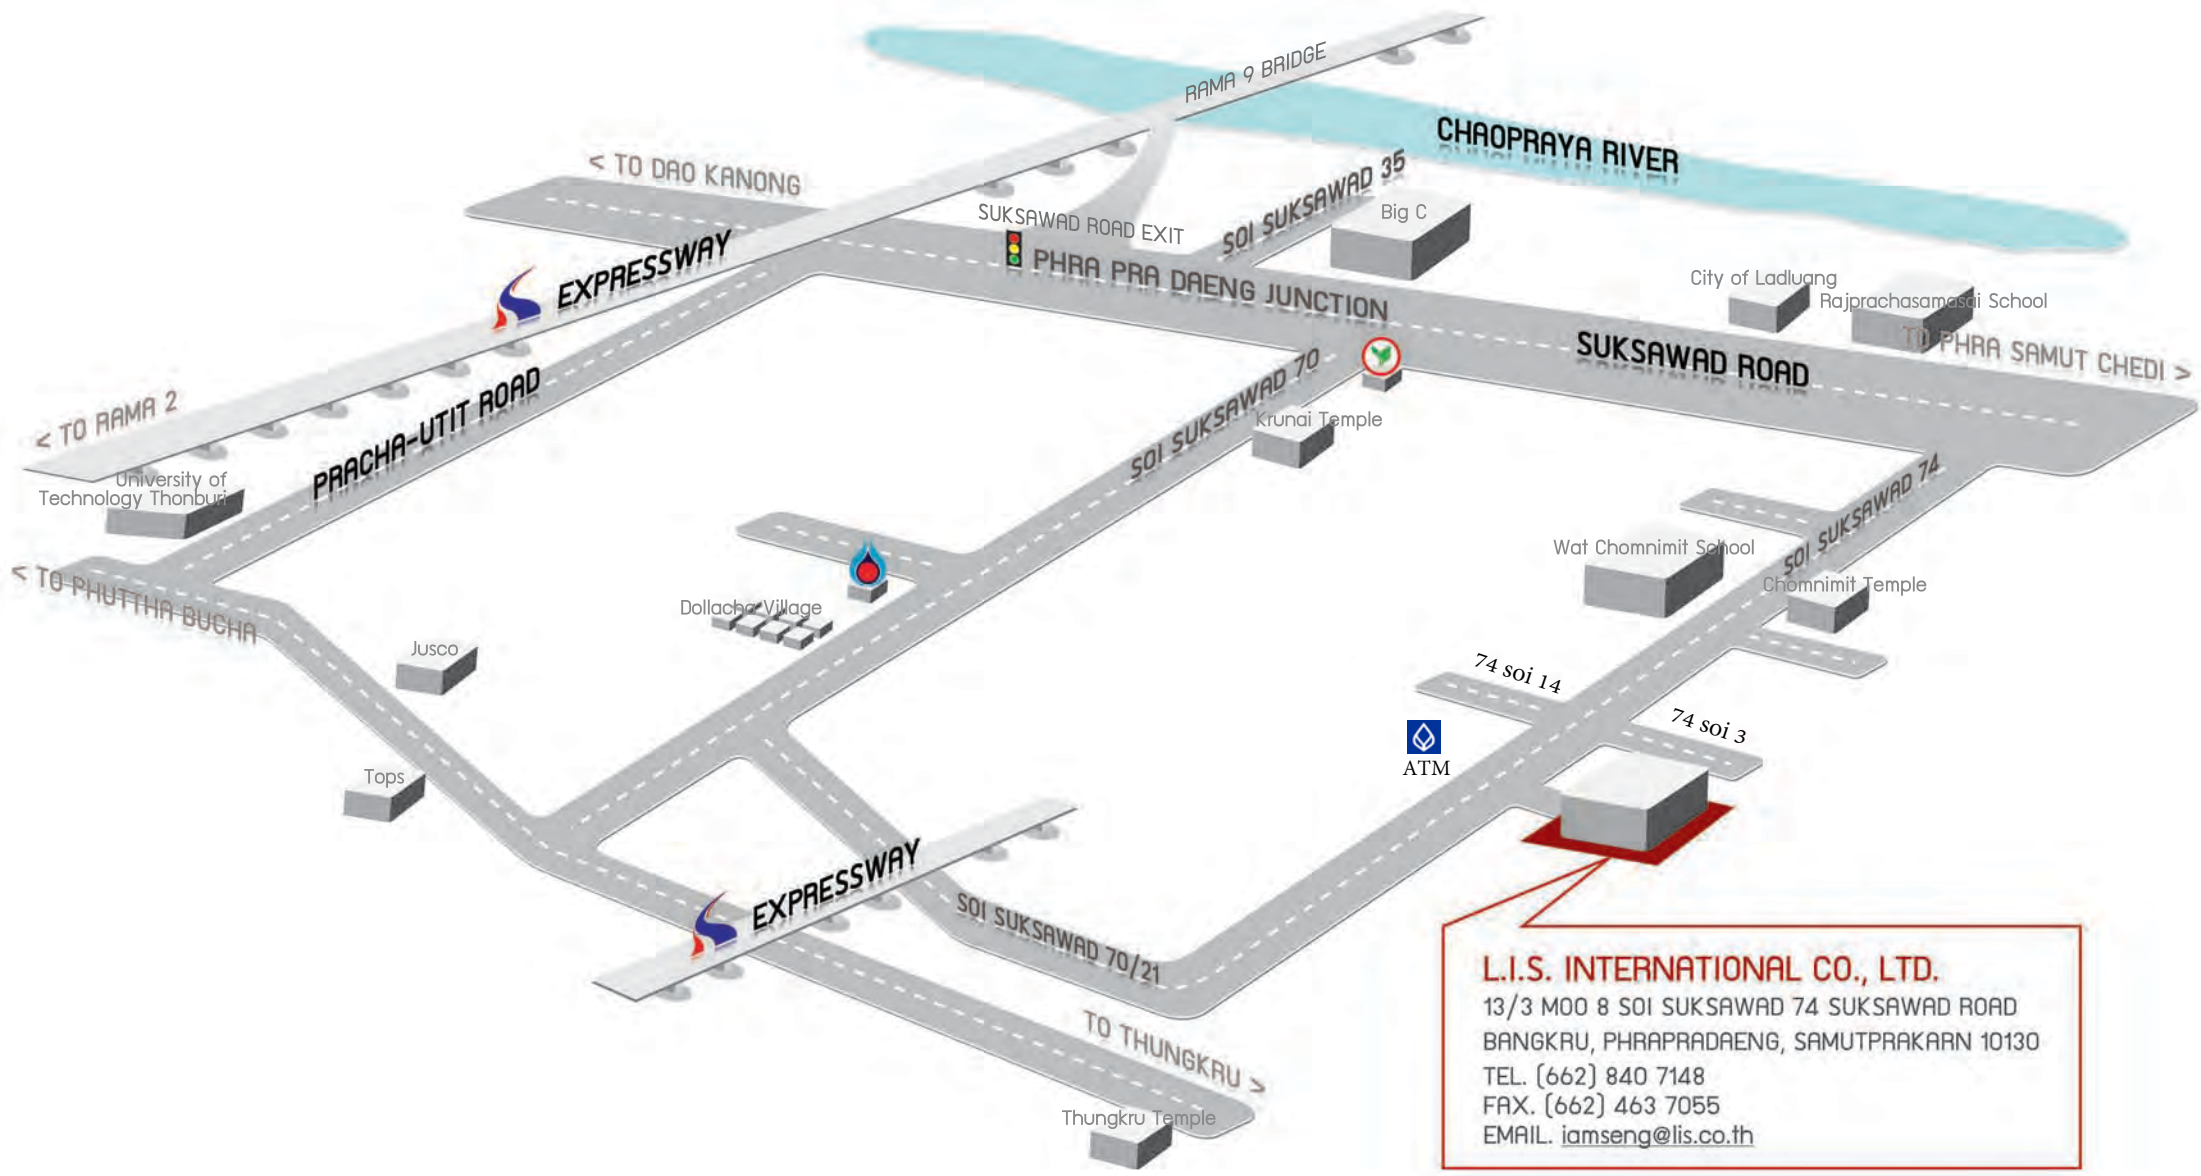 RAMA 9 BRIDGE
CHAOPRAYA RIVER
< TO DAO KANONG
SOI SUKSAWAD 35
Big C
SUKSAWAD ROAD EXIT
EXPRESSWAY
PHRA PRA DAENG JUNCTION
City of Ladluang
Rajprachasamasai School
TO PHRA SAMUT CHEDI >
SUKSAWAD ROAD
< TO RAMA 2
PRACHA-UTIT ROAD
SOI SUKSAWAD 70
Krunai Temple
University of
Technology Thonburi
SOI SUKSAWAD 74
Wat Chomnimit School
Chomnimit Temple
< TO PHUTTHA BUCHA
Dollacha Village
Jusco
74 soi 14
74 soi 3
ATM
Tops
EXPRESSWAY
SOI SUKSAWAD 70/21
TO THUNGKRU >
Thungkru Temple
L.I.S. INTERNATIONAL CO., LTD.
13/3 MOO 8 SOI SUKSAWAD 74 SUKSAWAD ROAD
BANGKRU, PHRAPRADAENG, SAMUTPRAKARN 10130
TEL. (662) 840 7148
FAX. (662) 463 7055
EMAIL. iamseng@lis.co.th